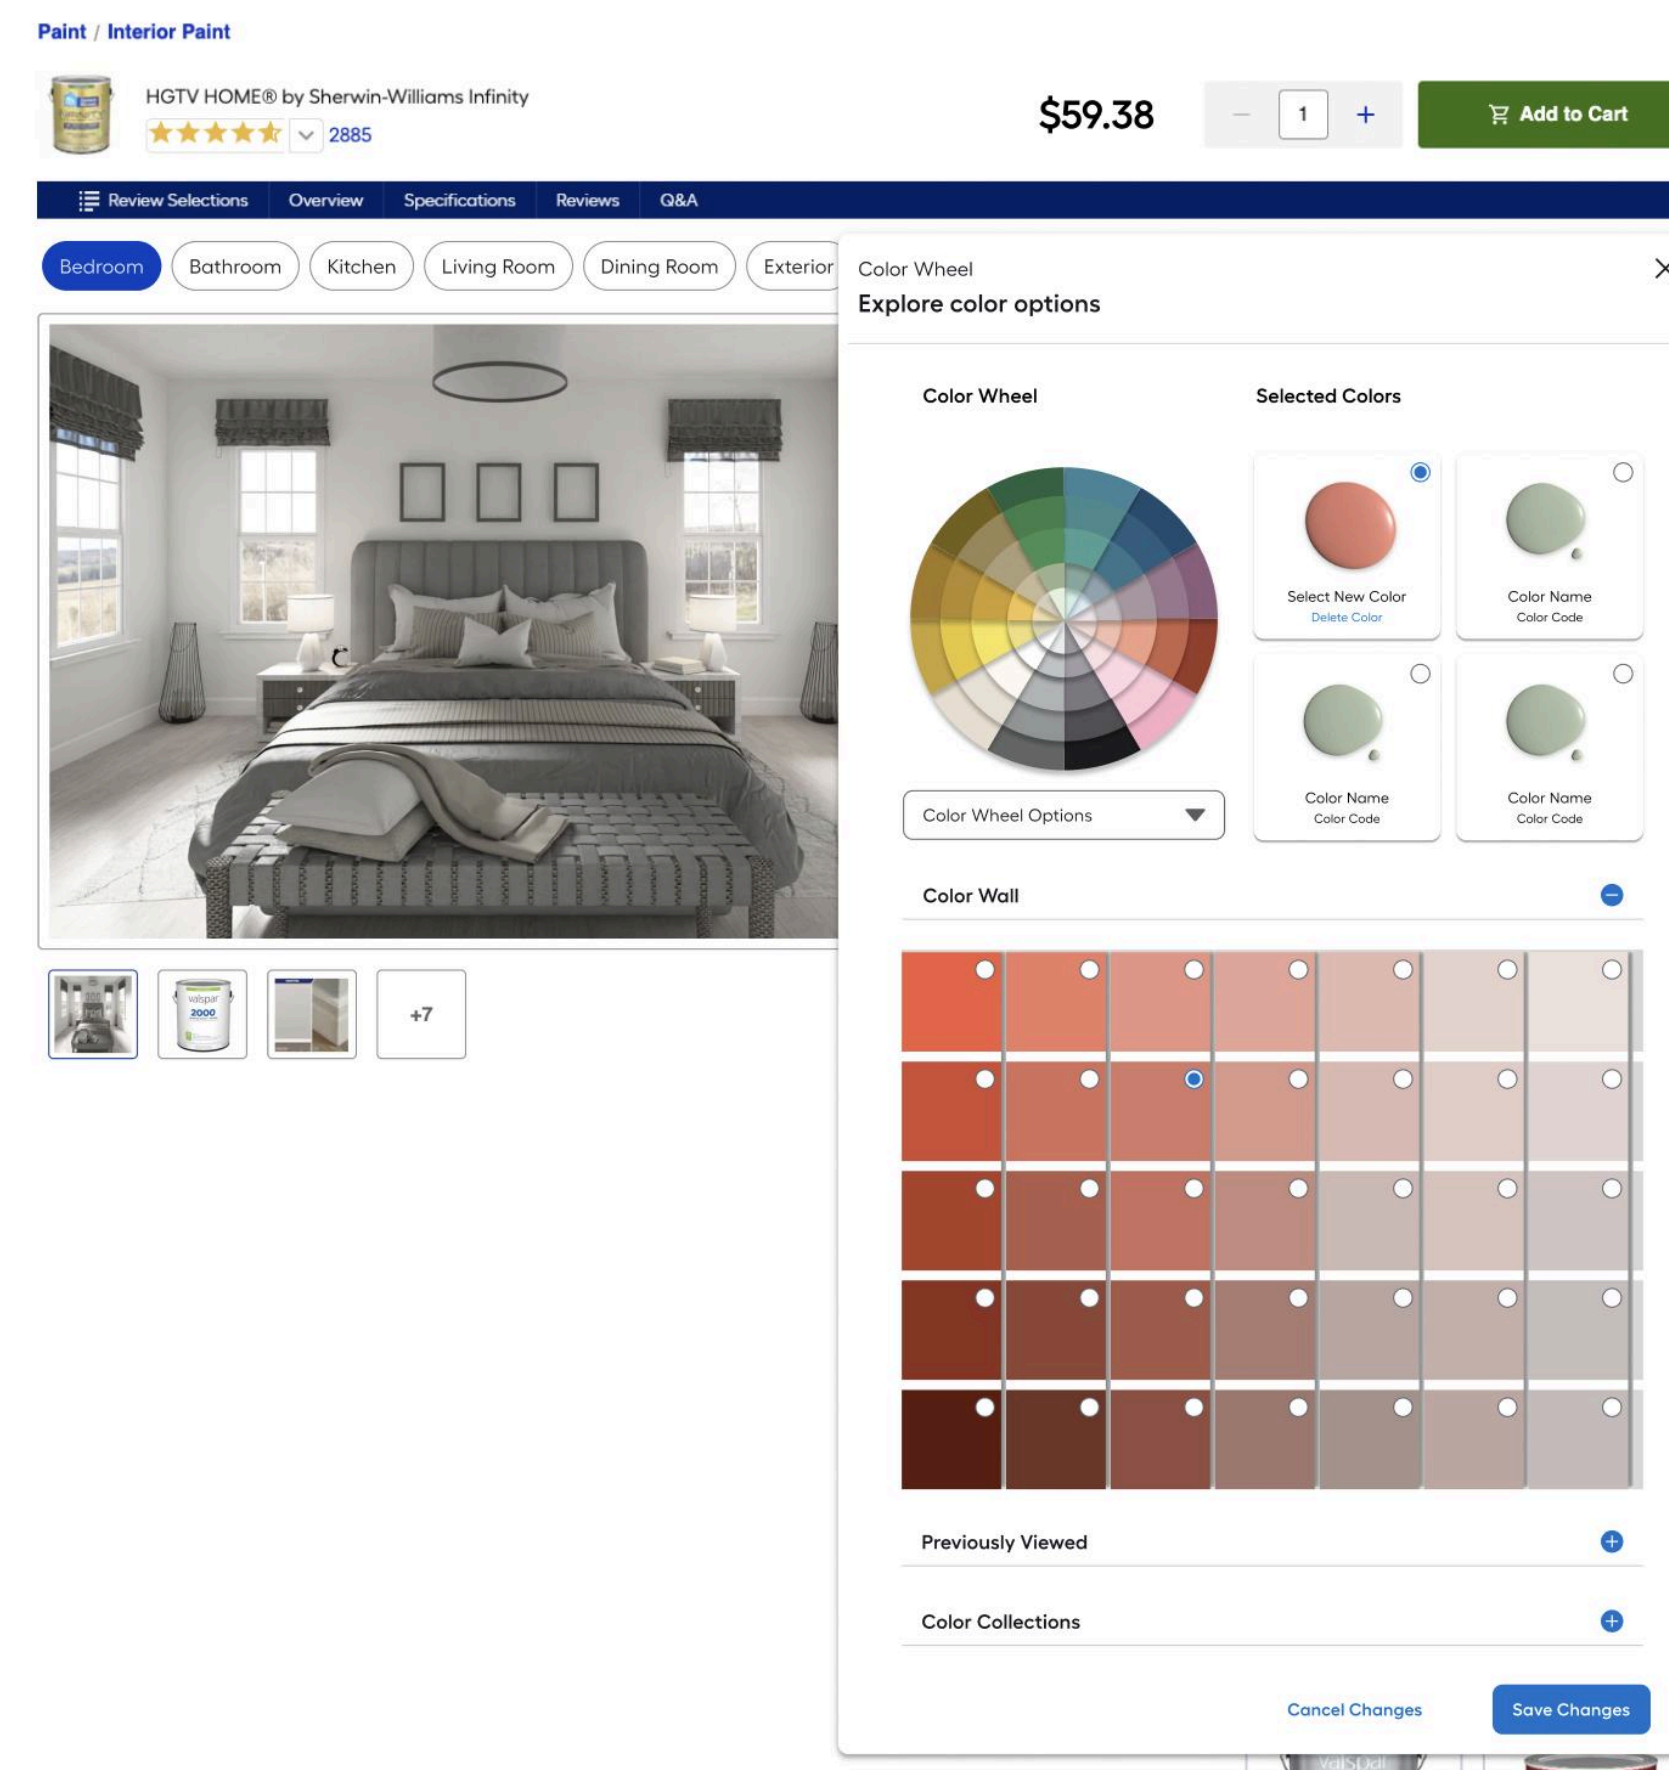 Paint / Interior Paint
HGTV HOME® by Sherwin-Williams Infinity
2885
$59.38
1
Add to Cart
Review Selections
Overview
Specifications
Reviews
Q&A
Bedroom
Bathroom
Kitchen
Living Room
Dining Room
Exterior
Color Wheel
Explore color options
Color Wheel
Selected Colors
Select New Color
Delete Color
Color Name
Color Code
Color Name
Color Code
Color Name
Color Code
Color Wheel Options
Color Wall
valspar
2000
+7
Previously Viewed
Color Collections
Cancel Changes
Save Changes
valspar